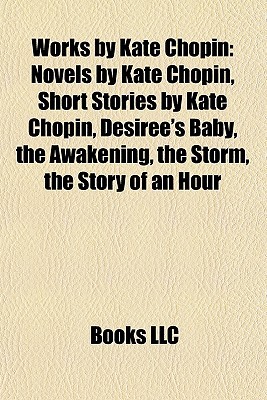 Works by Kate Chopin:
Novels by Kate Chopin,
Short Stories by Kate
Chopin, Desiree's Baby,
the Awakening, the Storm,
the Story of an Hour
Books LLC